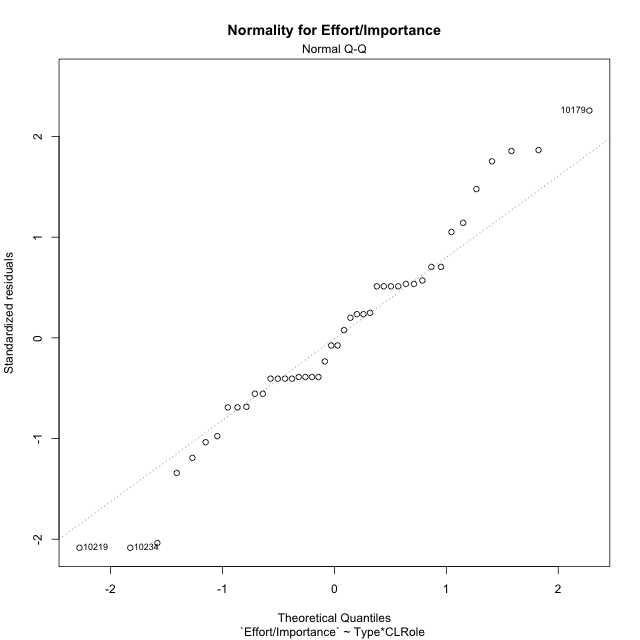 Normality for Effort/Importance
Normal Q-Q
10179
2
1
0
-1
-2
Standardized residuals
10219
10234
-2 -1 0 1 2
Theoretical Quantiles
`Effort/Importance` ~ Type*CLRole